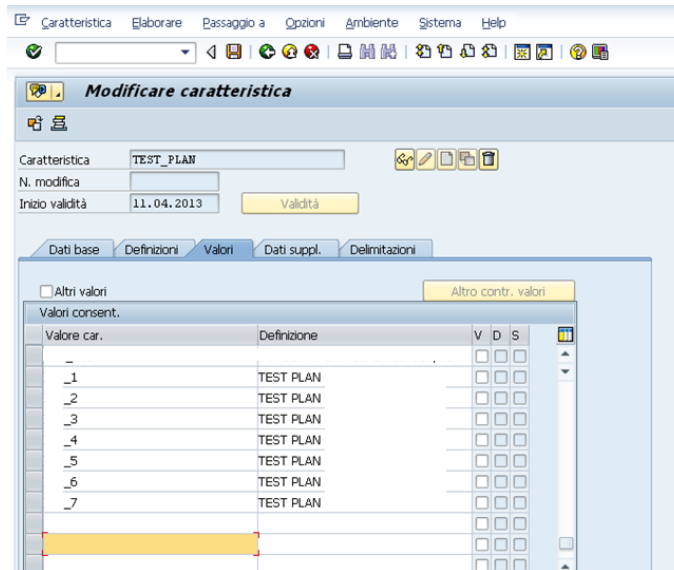 Caratteristica Elaborare Passaggio a Opzioni Ambiente Sistema Help
Modificare caratteristica
Caratteristica TEST_PLAN
N. modifica
Inizio validità 11.04.2013 Validità
Dati base Definizioni Valori Dati suppl. Delimitazioni
Altri valori Altro contr. valori
Valori consent.
Valore car. Definizione V D S
_1 TEST PLAN
_2 TEST PLAN
_3 TEST PLAN
_4 TEST PLAN
_5 TEST PLAN
_6 TEST PLAN
_7 TEST PLAN